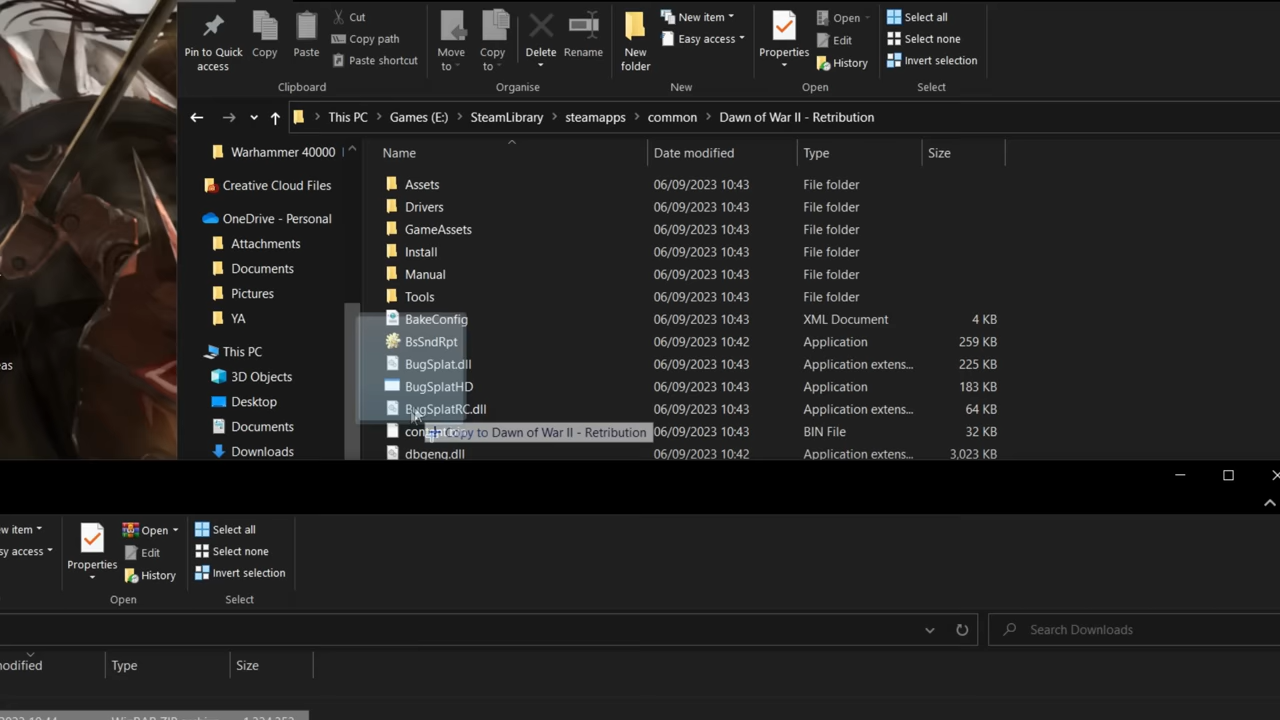 Pin to Quick access
Copy
Paste
Cut
Copy path
Paste shortcut
Clipboard
Move to
Copy to
Delete
Rename
Organise
New folder
New item
Easy access
New
Properties
Open
Edit
History
Open
Select all
Select none
Invert selection
Select
This PC Games (E:) SteamLibrary steamapps common Dawn of War II - Retribution
Warhammer 40000
Creative Cloud Files
OneDrive - Personal
Attachments
Documents
Pictures
YA
This PC
3D Objects
Desktop
Documents
Downloads
eas
Name Date modified Type Size
Assets 06/09/2023 10:43 File folder
Drivers 06/09/2023 10:43 File folder
GameAssets 06/09/2023 10:43 File folder
Install 06/09/2023 10:43 File folder
Manual 06/09/2023 10:43 File folder
Tools 06/09/2023 10:43 File folder
BakeConfig 06/09/2023 10:43 XML Document 4 KB
BsSndRpt 06/09/2023 10:42 Application 259 KB
BugSplat.dll 06/09/2023 10:43 Application extens... 225 KB
BugSplatHD 06/09/2023 10:43 Application 183 KB
BugSplatRC.dll 06/09/2023 10:43 Application extens... 64 KB
Copy to Dawn of War II - Retribution 06/09/2023 10:43 BIN File 32 KB
dbgeng.dll 06/09/2023 10:42 Application extens... 3,023 KB
ew item
sy access
Properties
Open
Edit
History
Open
Select all
Select none
Invert selection
Select
Search Downloads
odified Type Size